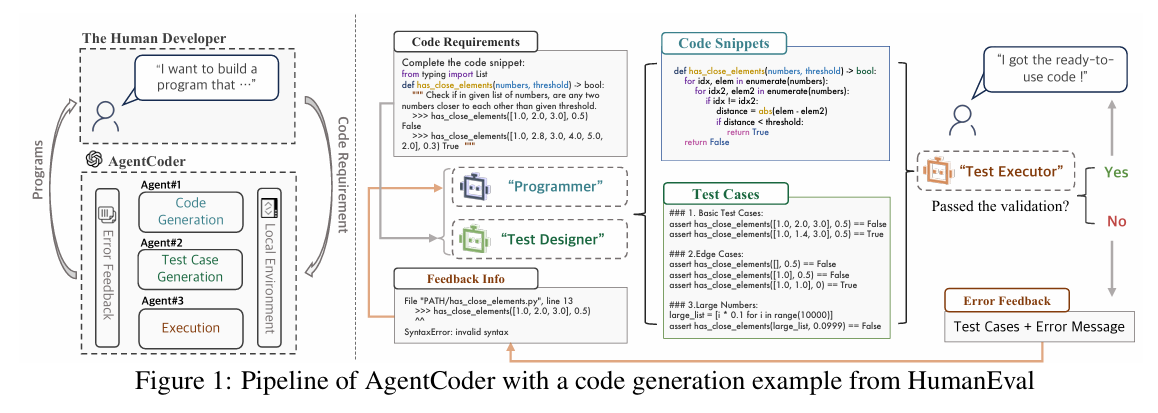 The Human Developer
"I want to build a
program that ⋯"
Programs
Code Requirement
AgentCoder
Error Feedback
Agent#1
Code
Generation
Agent#2
Test Case
Generation
Agent#3
Execution
Local Environment
Code Requirements
Complete the code snippet:
from typing import List
def has_close_elements(numbers, threshold) -> bool:
""" Check if in given list of numbers, are any two
numbers closer to each other than given threshold.
>>> has_close_elements([1.0, 2.0, 3.0], 0.5)
False
>>> has_close_elements([1.0, 2.8, 3.0, 4.0, 5.0,
2.0], 0.3) True """
"Programmer"
"Test Designer"
Feedback Info
File "PATH/has_close_elements.py", line 13
>>> has_close_elements([1.0, 2.0, 3.0], 0.5)
^^
SyntaxError: invalid syntax
Code Snippets
def has_close_elements(numbers, threshold) -> bool:
for idx, elem in enumerate(numbers):
for idx2, elem2 in enumerate(numbers):
if idx != idx2:
distance = abs(elem - elem2)
if distance < threshold:
return True
return False
Test Cases
### 1. Basic Test Cases:
assert has_close_elements([1.0, 2.0, 3.0], 0.5) == False
assert has_close_elements([1.0, 1.4, 3.0], 0.5) == True
### 2.Edge Cases:
assert has_close_elements([], 0.5) == False
assert has_close_elements([1.0], 0.5) == False
assert has_close_elements([1.0, 1.0], 0) == True
### 3.Large Numbers:
large_list = [i * 0.1 for i in range(10000)]
assert has_close_elements(large_list, 0.0999) == False
"I got the ready-to-
use code !"
"Test Executor"
Passed the validation?
Yes
No
Error Feedback
Test Cases + Error Message
Figure 1: Pipeline of AgentCoder with a code generation example from HumanEval